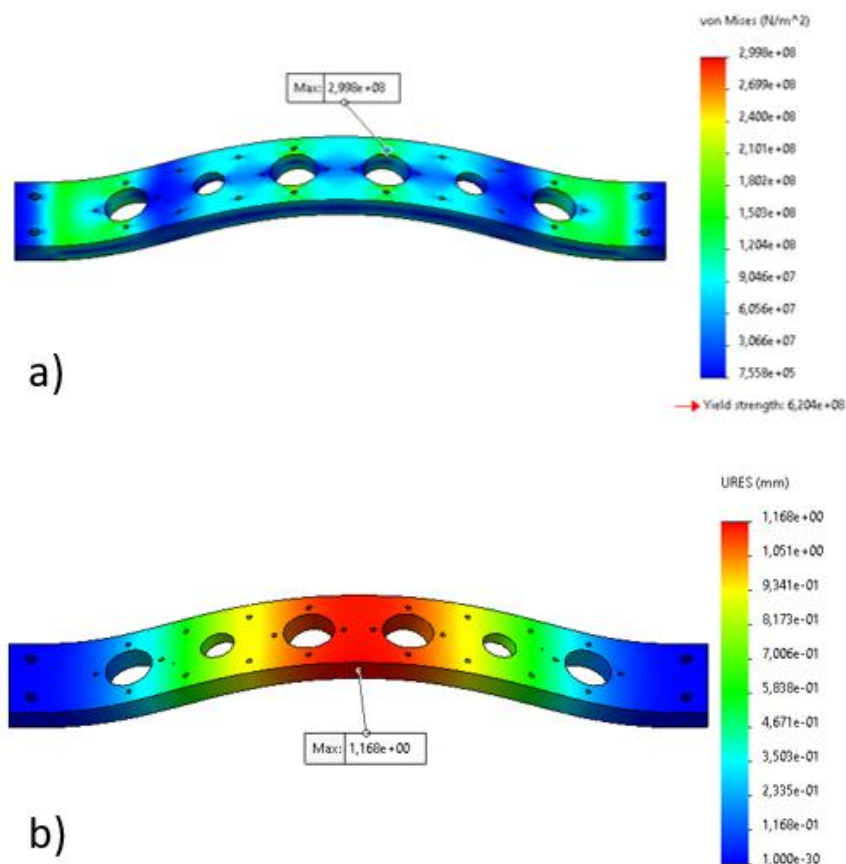 von Mises (N/m^2)
Max: 2,998e+08
2,998e+08
2,699e+08
2,400e+08
2,101e+08
1,802e+08
1,503e+08
1,204e+08
9,046e+07
6,056e+07
3,066e+07
7,558e+05
Yield strength: 6,204e+08
a)
URES (mm)
1,168e+00
1,051e+00
9,341e-01
8,173e-01
7,006e-01
5,838e-01
4,671e-01
3,503e-01
2,335e-01
1,168e-01
1,000e-30
Max: 1,168e+00
b)